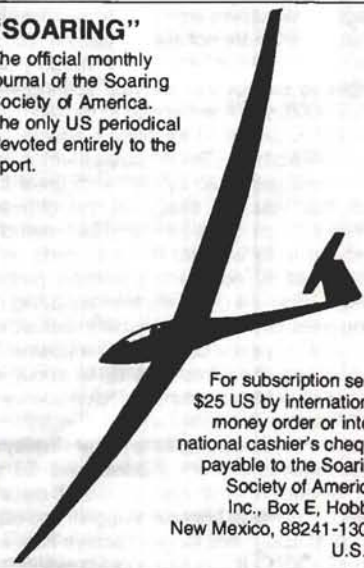 SOARING"
he official monthly
ournal of the Soaring
ociety of America.
he only US periodical
evoted entirely to the
port.
For subscription se
$25 US by internation
money order or inte
national cashier's cheq
payable to the Soari
Society of Americ
Inc., Box E, Hobb
New Mexico, 88241-130
U.S.